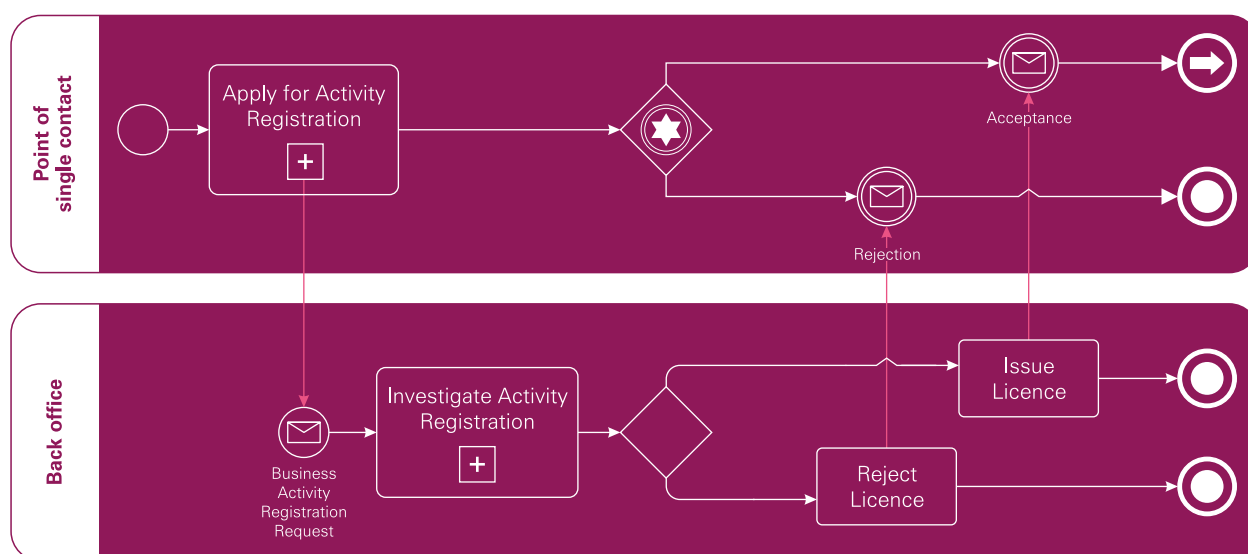 Point of
single contact
Apply for Activity
Registration
Acceptance
Rejection
Back office
Business
Activity
Registration
Request
Investigate Activity
Registration
Issue
Licence
Reject
Licence